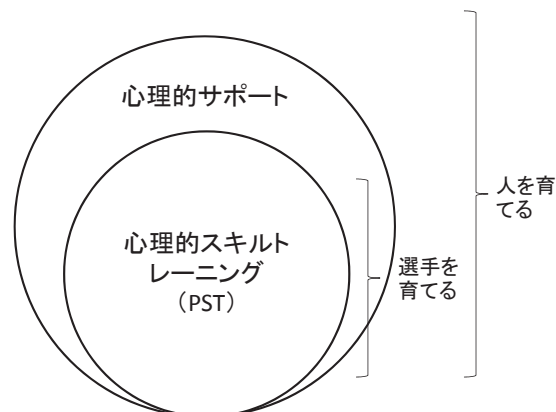 心理的サポート
心理的スキルト
レーニング
（PST）
人を育
てる
選手を
育てる